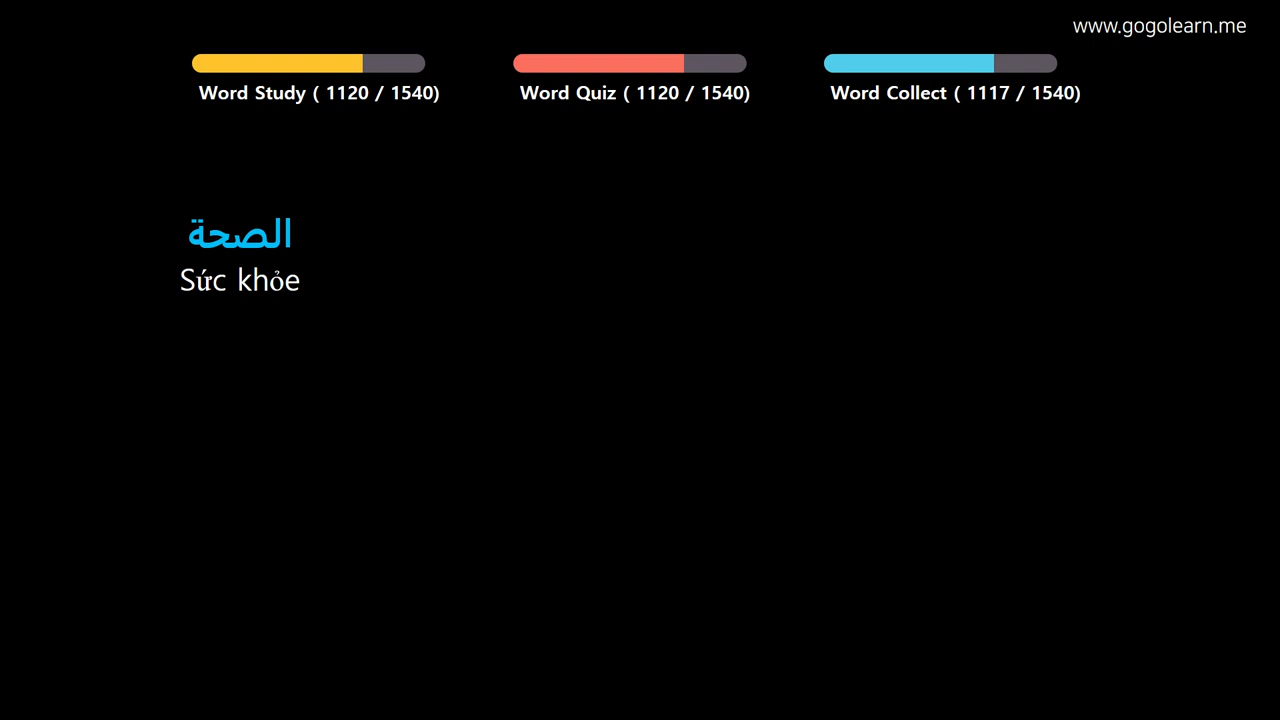 www.gogolearn.me
Word Study ( 1120 / 1540)
Word Quiz ( 1120 / 1540)
Word Collect ( 1117 / 1540)
الصحة
Sức khỏe